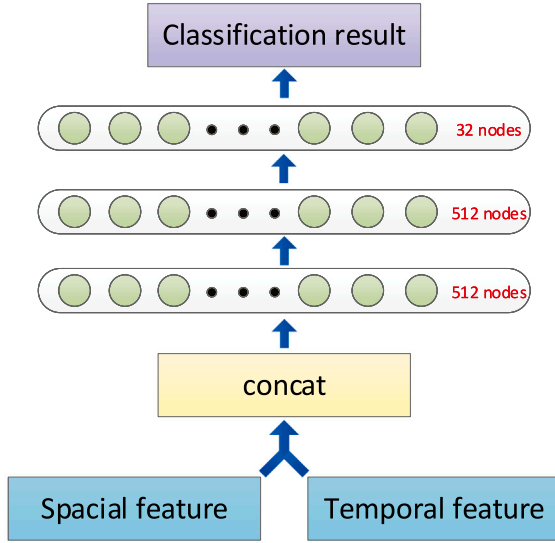 Classification result
32 nodes
512 nodes
512 nodes
concat
Spacial feature
Temporal feature